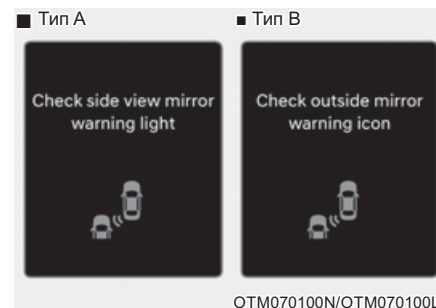 ■ Тип A
■ Тип B
Check side view mirror
warning light
Check outside mirror
warning icon
OTM070100N/OTM070100L